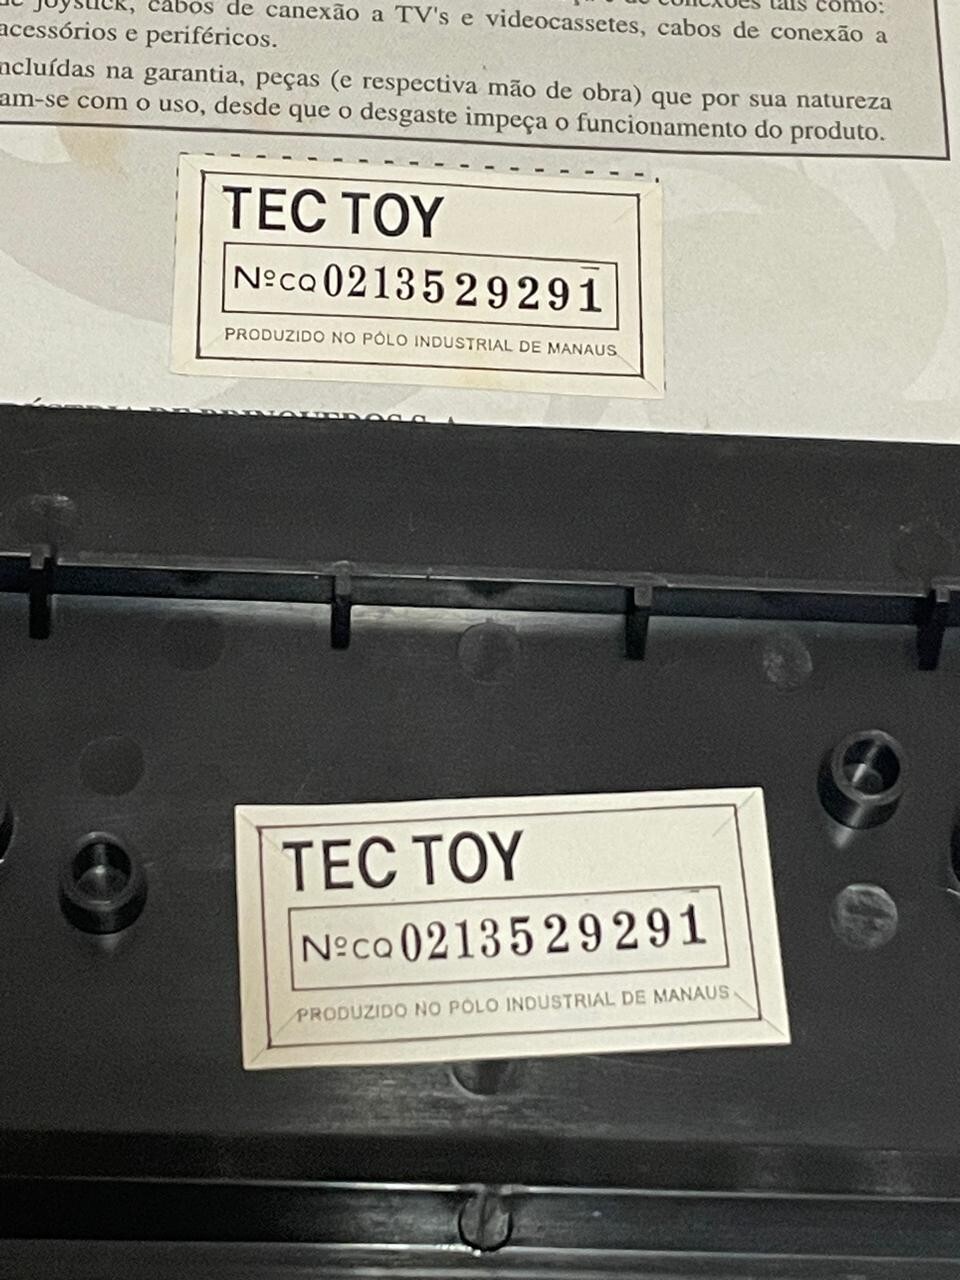 de joystick, cabos de canexão a TV's e videocassetes, cabos de conexão a
acessórios e periféricos.
ncluídas na garantia, peças (e respectiva mão de obra) que por sua natureza
am-se com o uso, desde que o desgaste impeça o funcionamento do produto.
TEC TOY
NºCQ 0213529291
PRODUZIDO NO PÓLO INDUSTRIAL DE MANAUS
TEC TOY
NºCQ 0213529291
PRODUZIDO NO PÓLO INDUSTRIAL DE MANAUS